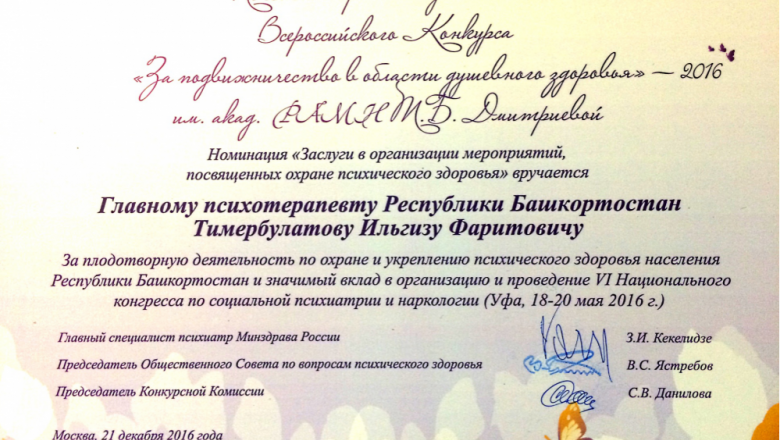 Всероссийского Конкурса
«За подвижничество в области душевного здоровья» — 2016
им. акад. РАМН Т.Б. Дмитриевой
Номинация «Заслуги в организации мероприятий,
посвященных охране психического здоровья» вручается
Главному психотерапевту Республики Башкортостан
Тимербулатову Ильгизу Фаритовичу
За плодотворную деятельность по охране и укреплению психического здоровья населения
Республики Башкортостан и значимый вклад в организацию и проведение VI Национального
конгресса по социальной психиатрии и наркологии (Уфа, 18-20 мая 2016 г.)
Главный специалист психиатр Минздрава России З.И. Кекелидзе
Председатель Общественного Совета по вопросам психического здоровья В.С. Ястребов
Председатель Конкурсной Комиссии С.В. Данилова
Москва, 21 декабря 2016 года